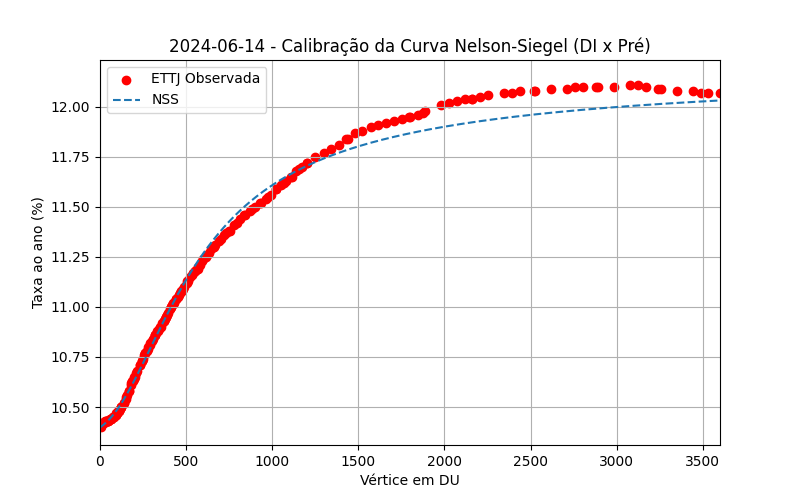 2024-06-14 - Calibração da Curva Nelson-Siegel (DI x Pré)
ETTJ Observada
NSS
Taxa ao ano (%)
12.00
11.75
11.50
11.25
11.00
10.75
10.50
0 500 1000 1500 2000 2500 3000 3500
Vértice em DU